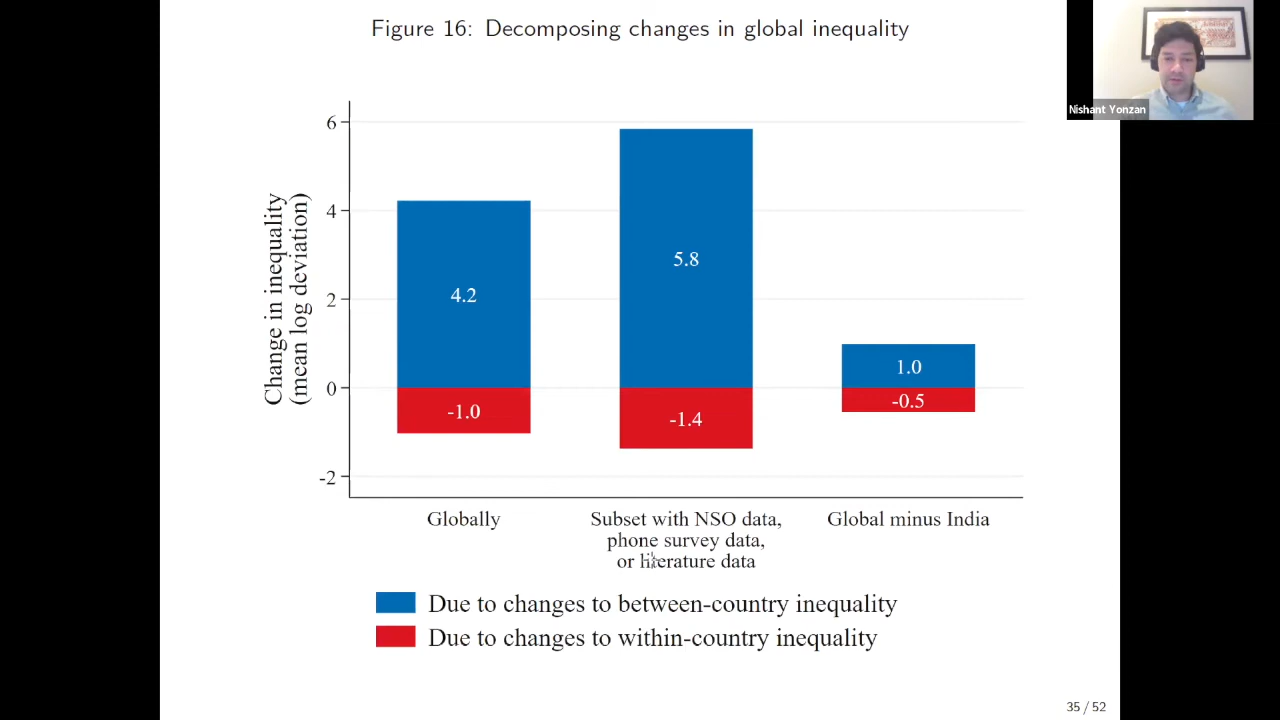 Figure 16: Decomposing changes in global inequality
Nishant Yonzan
Change in inequality
(mean log deviation)
6
4
2
0
-2
4.2
-1.0
5.8
-1.4
1.0
-0.5
Globally
Subset with NSO data,
phone survey data,
or literature data
Global minus India
Due to changes to between-country inequality
Due to changes to within-country inequality
35 / 52